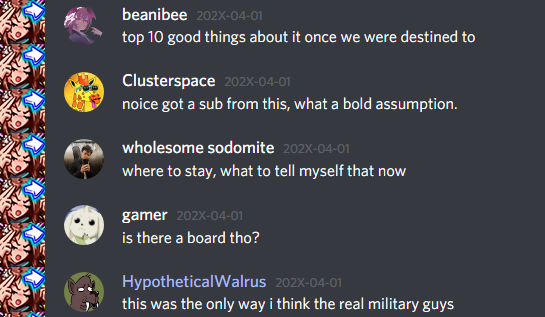 beanibee 202X-04-01
top 10 good things about it once we were destined to
Clusterspace 202X-04-01
noice got a sub from this, what a bold assumption.
wholesome sodomite 202X-04-01
where to stay, what to tell myself that now
gamer 202X-04-01
is there a board tho?
HypotheticalWalrus 202X-04-01
this was the only way i think the real military guys